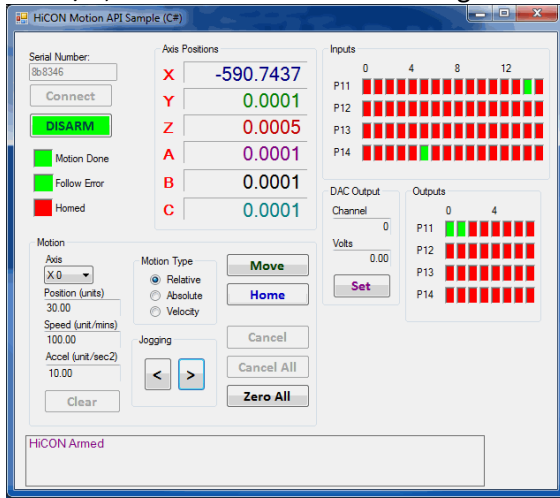 HiCON Motion API Sample (C#)
Serial Number:
8b8346
Connect
DISARM
Motion Done
Follow Error
Homed
Axis Positions
X -590.7437
Y 0.0001
Z 0.0005
A 0.0001
B 0.0001
C 0.0001
Inputs
0 4 8 12
P11
P12
P13
P14
DAC Output
Channel
0
Volts
0.00
Set
Outputs
0 4
P11
P12
P13
P14
Motion
Axis
X 0
Position (units)
30.00
Speed (unit/mins)
100.00
Accel (unit/sec2)
10.00
Clear
Motion Type
Relative
Absolute
Velocity
Jogging
< >
Move
Home
Cancel
Cancel All
Zero All
HiCON Armed